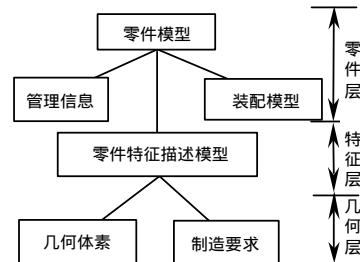 零件模型
管理信息
装配模型
零件层
零件特征描述模型
特征层
几何体素
制造要求
几何层